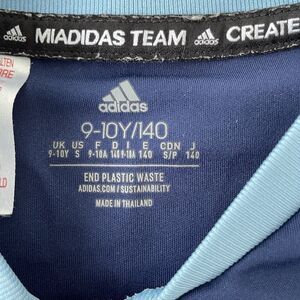 MIADIDAS TEAM adidas CREATE
adidas
9-10Y/140
UK US F D I E CDN J
9-10Y S 9-10A 140 9-10A 140 S/P 140
END PLASTIC WASTE
ADIDAS.COM/SUSTAINABILITY
MADE IN THAILAND